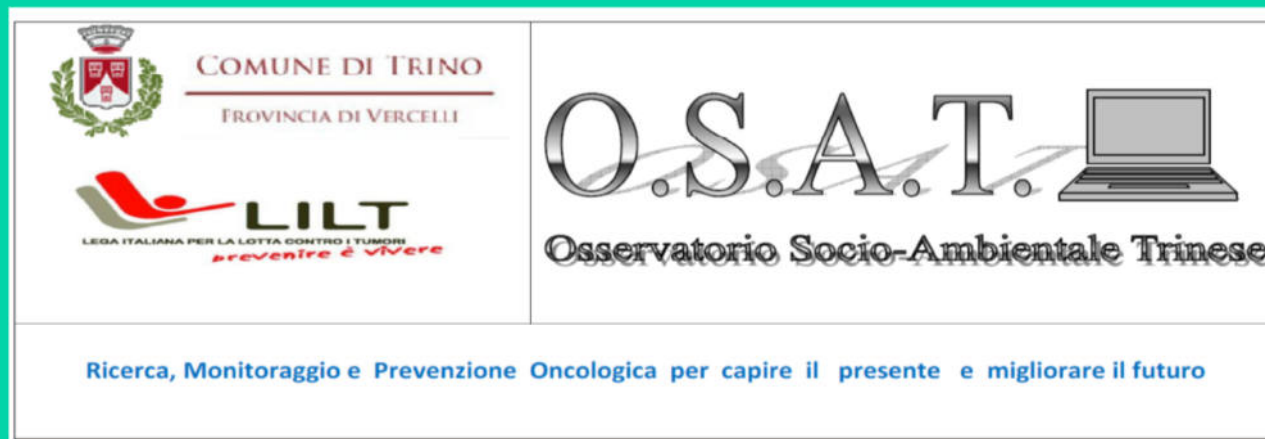 COMUNE DI TRINO
PROVINCIA DI VERCELLI
LILT
LEGA ITALIANA PER LA LOTTA CONTRO I TUMORI
prevenire è vivere
O.S.A.T.
Osservatorio Socio-Ambientale Trinese
Ricerca, Monitoraggio e Prevenzione Oncologica per capire il presente e migliorare il futuro